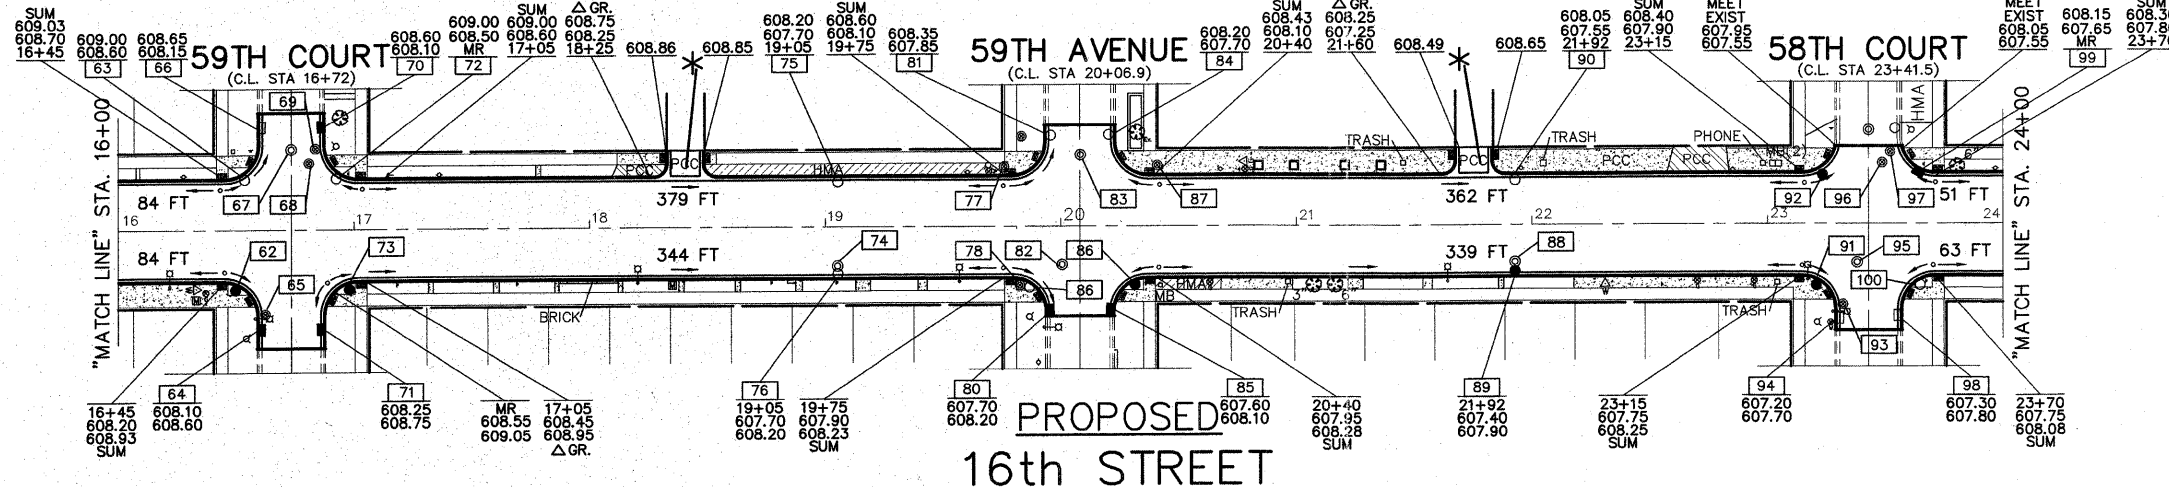 SUM
609.03
608.70
16+45
609.00
608.60
63
608.65
608.15
66
59TH COURT
(C.L. STA 16+72)
608.60
608.10
70
609.00
608.50
MR
72
SUM
609.00
608.60
17+05
△ GR.
608.75
608.25
18+25
608.86
608.85
608.20
607.70
19+05
75
SUM
608.60
608.10
19+75
608.35
607.85
81
59TH AVENUE
(C.L. STA 20+06.9)
608.20
607.70
84
SUM
608.43
608.10
20+40
△ GR.
608.25
607.25
21+60
608.49
608.65
608.05
607.55
21+92
90
SUM
608.40
607.90
23+15
MEET
EXIST
607.95
607.55
58TH COURT
(C.L. STA 23+41.5)
MEET
EXIST
608.05
607.55
608.15
607.65
MR
99
SUM
"MATCH LINE" STA. 16+00
69
TRASH
TRASH
PHONE
HMA
PCC
PCC
HMA
PCC
PCC
PCC
67
68
77
83
87
92
96
97
84 FT
379 FT
362 FT
51 FT
16
17
18
19
20
21
22
23
24
84 FT
62
73
344 FT
74
78
82
86
339 FT
88
91
95
63 FT
65
86
100
BRICK
MB
HMA
TRASH
TRASH
93
"MATCH LINE" STA. 24+00
16+45
608.20
608.93
SUM
64
608.10
608.60
71
608.25
608.75
MR
608.55
609.05
17+05
608.45
608.95
△ GR.
76
19+05
607.70
608.20
19+75
607.90
608.23
SUM
80
607.70
608.20
85
607.60
608.10
20+40
607.95
608.28
SUM
89
21+92
607.40
607.90
23+15
607.75
608.25
SUM
94
607.20
607.70
98
607.30
607.80
23+70
607.75
608.08
SUM
PROPOSED
16th STREET